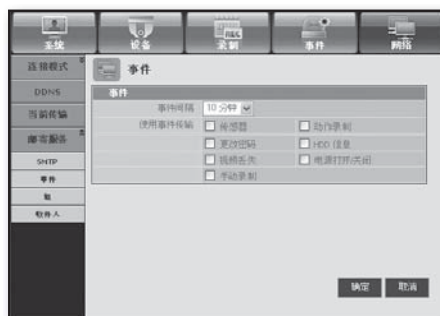 系统 设备 录制 事件 网络
连接模式
事件
DDNS
事件
当前传输
事件间隔 10 分钟
使用事件传输 传感器 动作录制
邮寄服务
更改密码 HDD 信息
SMTP
视频丢失 电源打开/关闭
事件
手动录制
组
收件人
确定 取消